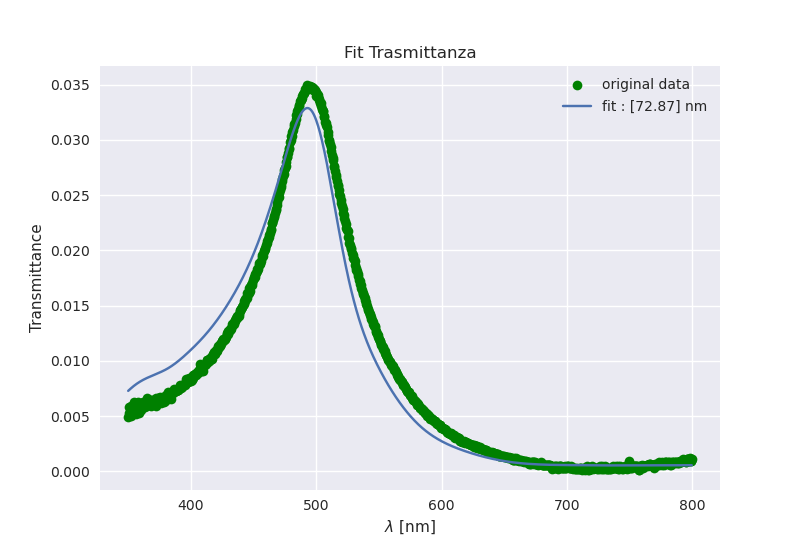 Fit Trasmittanza
0.035
0.030
0.025
0.020
0.015
0.010
0.005
0.000
Transmittance
original data
fit : [72.87] nm
400 500 600 700 800
λ [nm]